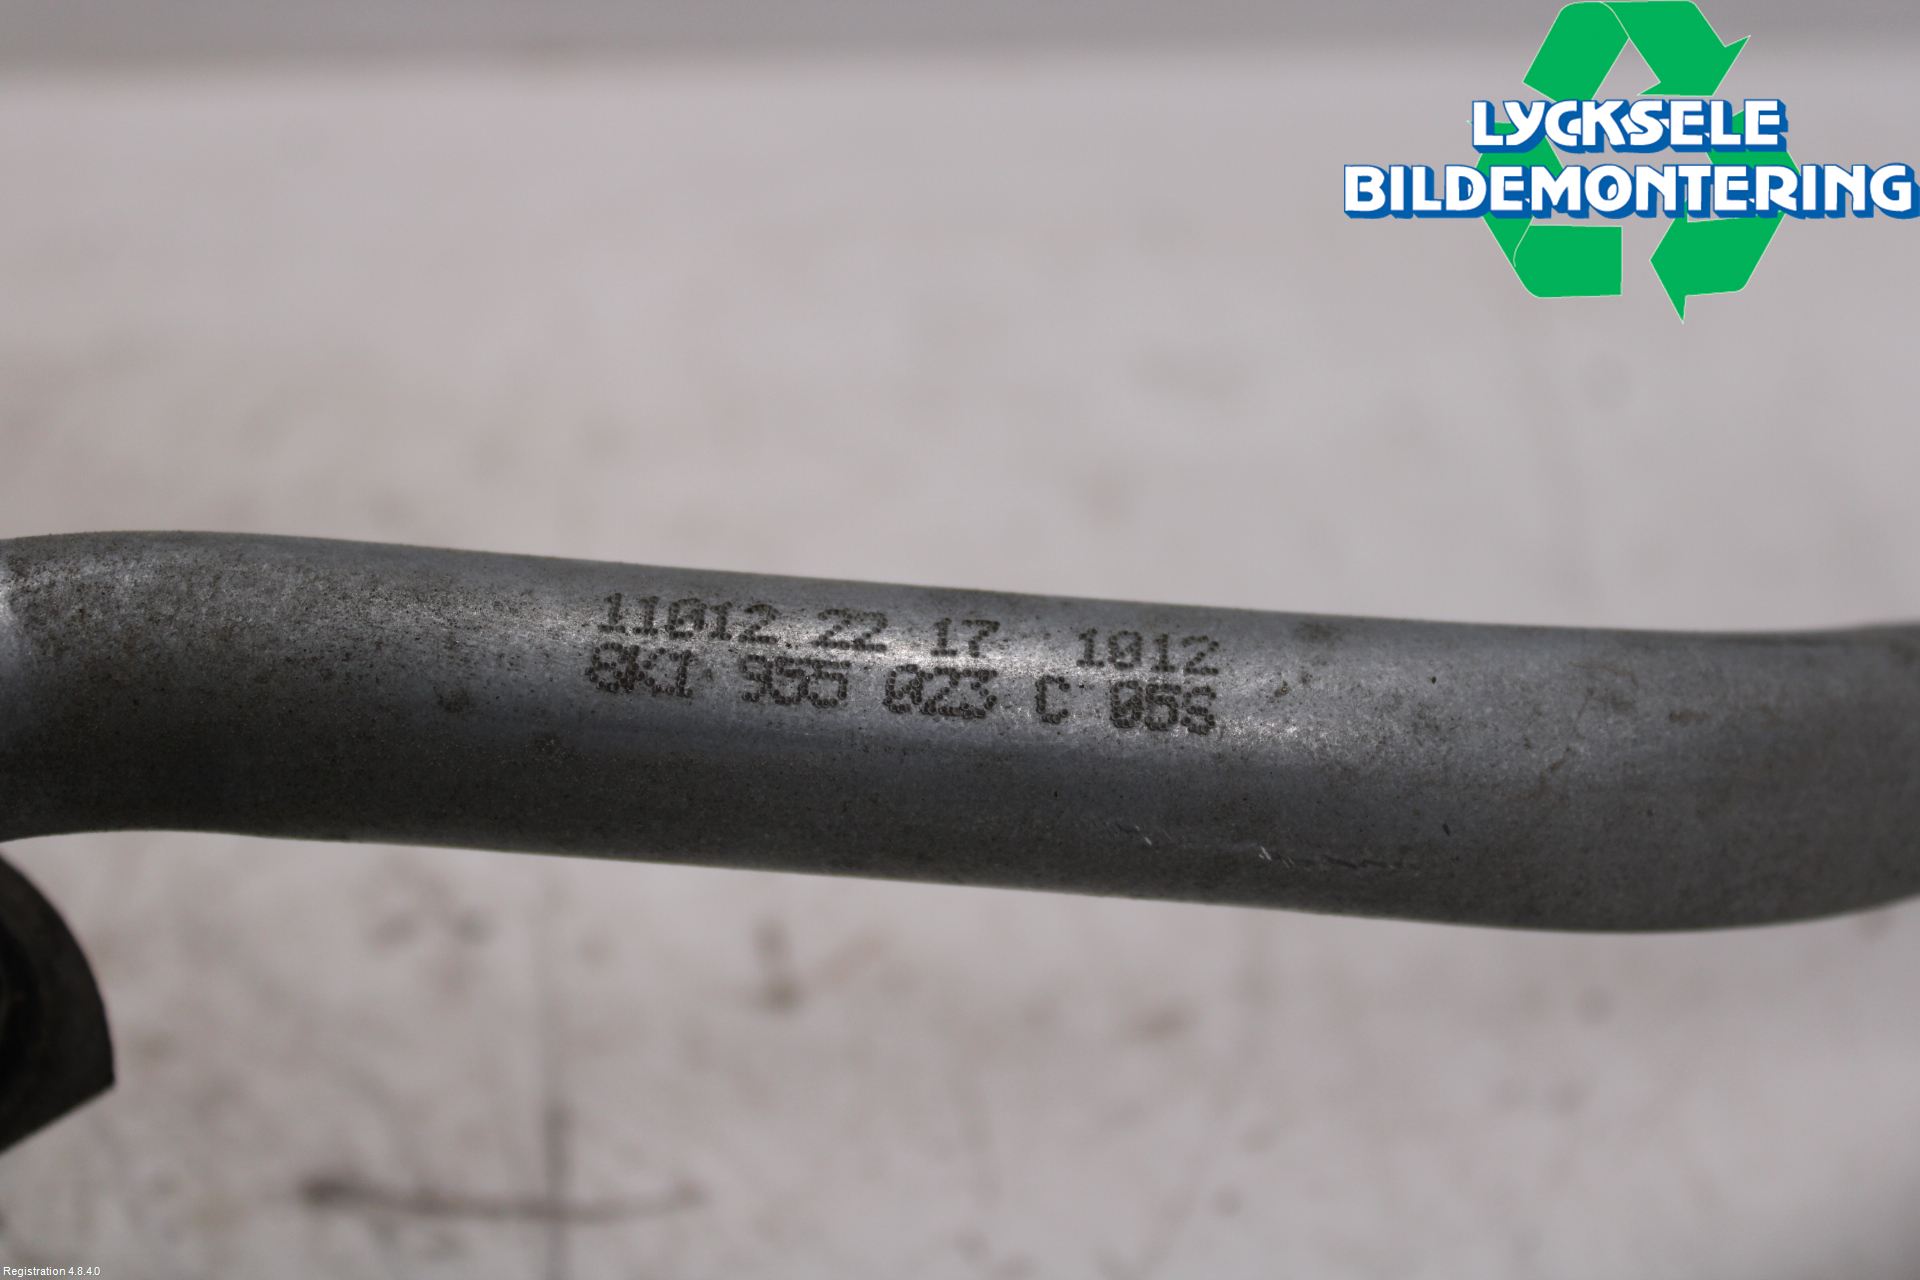 LYCKSELE
BILDEMONTERING
11012 22 17 1012
8K1 955 023 C 05S
Registration 4.8.4.0